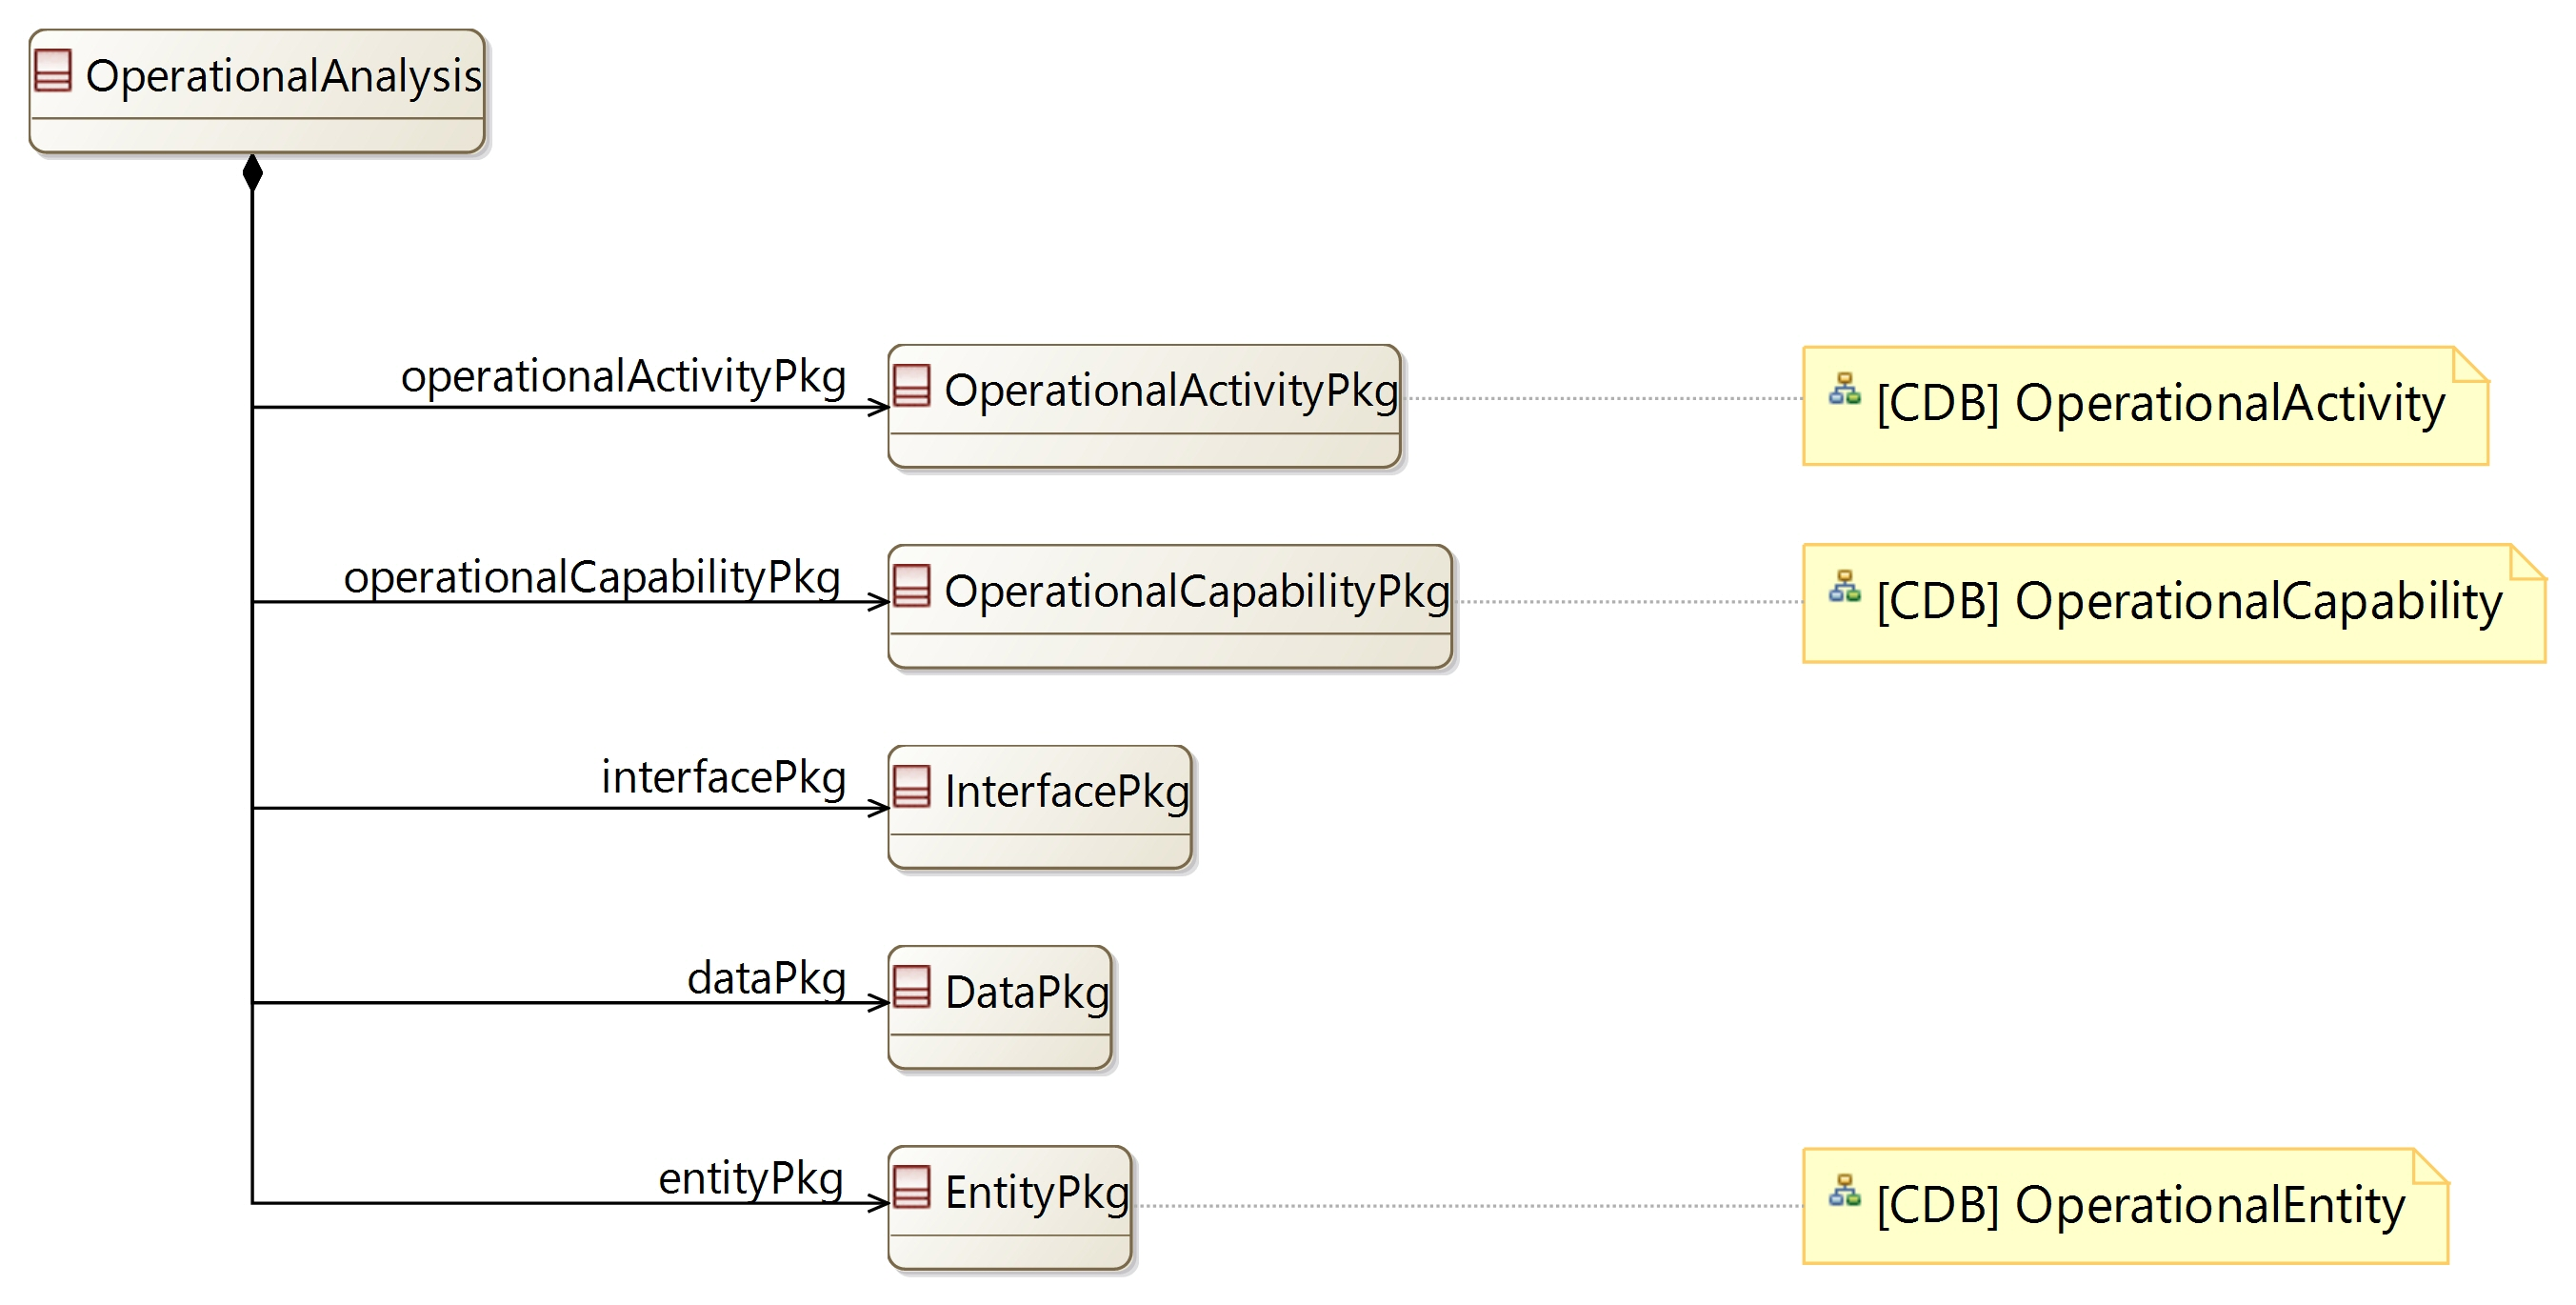 OperationalAnalysis
operationalActivityPkg
OperationalActivityPkg
[CDB] OperationalActivity
operationalCapabilityPkg
OperationalCapabilityPkg
[CDB] OperationalCapability
interfacePkg
InterfacePkg
dataPkg
DataPkg
entityPkg
EntityPkg
[CDB] OperationalEntity